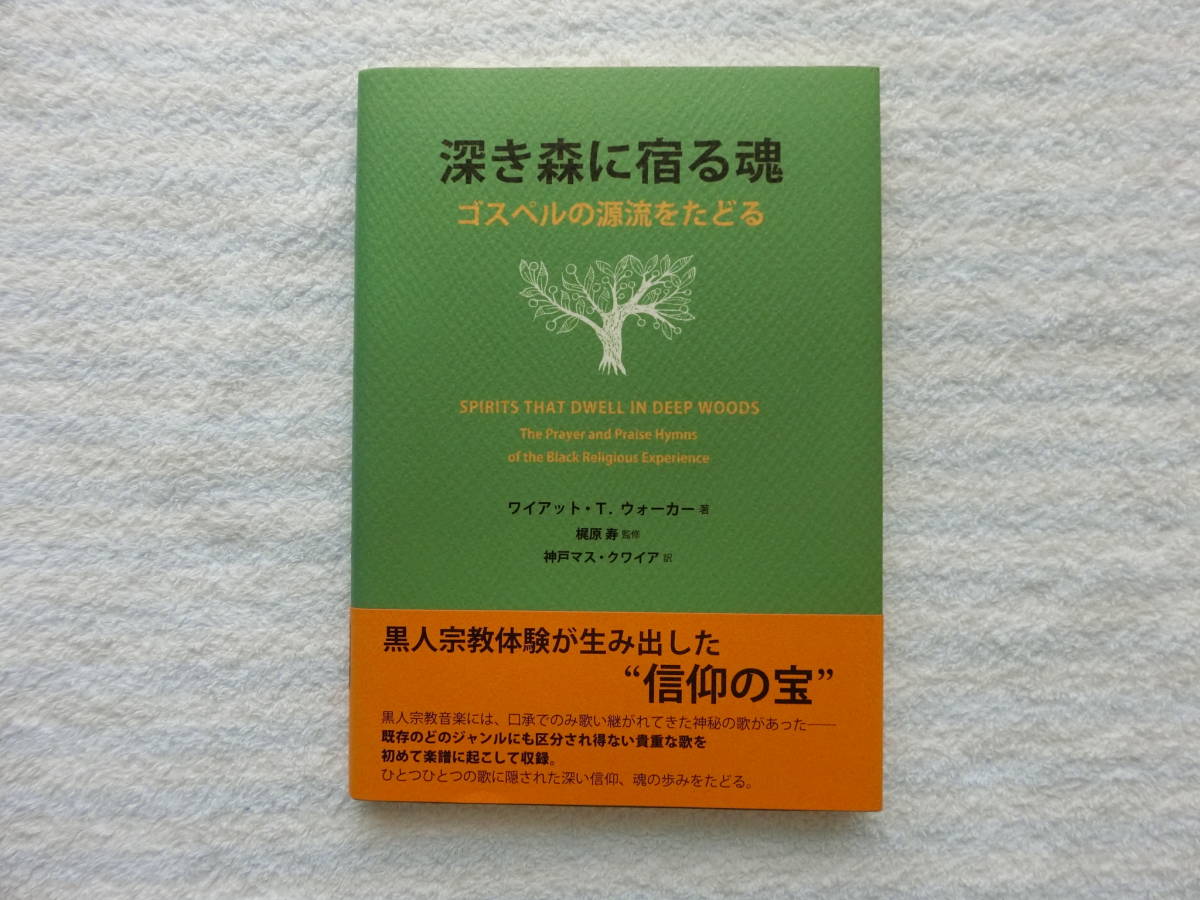 深き森に宿る魂
ゴスペルの源流をたどる
SPIRITS THAT DWELL IN DEEP WOODS
The Prayer and Praise Hymns
of the Black Religious Experience
ワイアット・T. ウォーカー 著
梶原 寿 監修
神戸マス・クワイア 訳
黒人宗教体験が生み出した
“信仰の宝”
黒人宗教音楽には、口承でのみ歌い継がれてきた神秘の歌があった──
既存のどのジャンルにも区分され得ない貴重な歌を
初めて楽譜に起こして収録。
ひとつひとつの歌に隠された深い信仰、魂の歩みをたどる。